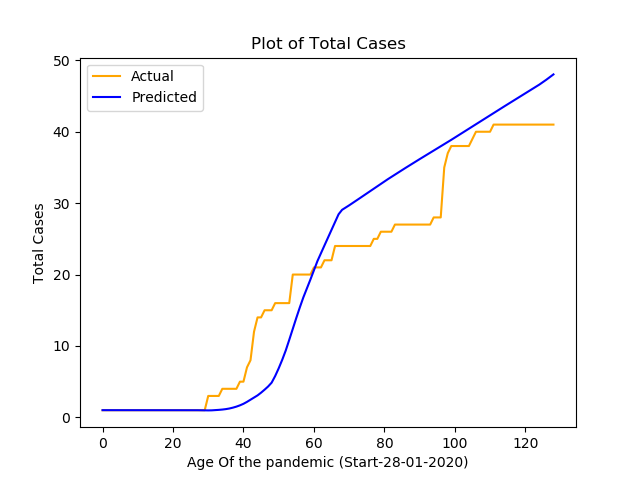 Plot of Total Cases
Actual
Predicted
50
40
30
20
10
0
Total Cases
0 20 40 60 80 100 120
Age Of the pandemic (Start-28-01-2020)